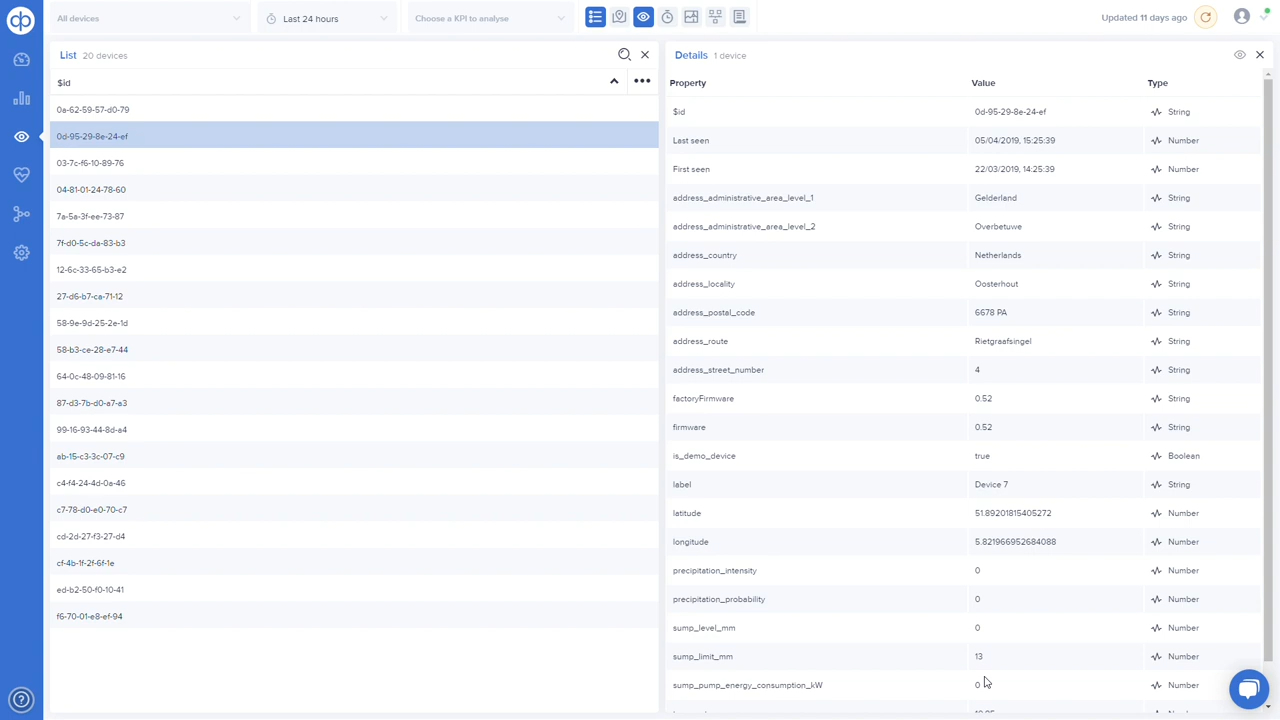 All devices
Last 24 hours
Choose a KPI to analyse
Updated 11 days ago
List 20 devices
$id
0a-62-59-57-d0-79
0d-95-29-8e-24-ef
03-7c-f6-10-89-76
04-81-01-24-78-60
7a-5a-3f-ee-73-87
7f-d0-5c-da-83-b3
12-6c-33-65-b3-e2
27-d6-b7-ca-71-12
58-9e-9d-25-2e-1d
58-b3-ce-28-e7-44
64-0c-48-09-81-16
87-d3-7b-d0-a7-a3
99-16-93-44-8d-a4
ab-15-c3-3c-07-c9
c4-f4-24-4d-0a-46
c7-78-d0-e0-70-c7
cd-2d-27-f3-27-d4
cf-4b-1f-2f-6f-1e
ed-b2-50-f0-10-41
f6-70-01-e8-ef-94
Details 1 device
Property Value Type
$id 0d-95-29-8e-24-ef String
Last seen 05/04/2019, 15:25:39 Number
First seen 22/03/2019, 14:25:39 Number
address_administrative_area_level_1 Gelderland String
address_administrative_area_level_2 Overbetuwe String
address_country Netherlands String
address_locality Oosterhout String
address_postal_code 6678 PA String
address_route Rietgraafsingel String
address_street_number 4 String
factoryFirmware 0.52 String
firmware 0.52 String
is_demo_device true Boolean
label Device 7 String
latitude 51.89201815405272 Number
longitude 5.821966952684088 Number
precipitation_intensity 0 Number
precipitation_probability 0 Number
sump_level_mm 0 Number
sump_limit_mm 13 Number
sump_pump_energy_consumption_kW 0 Number